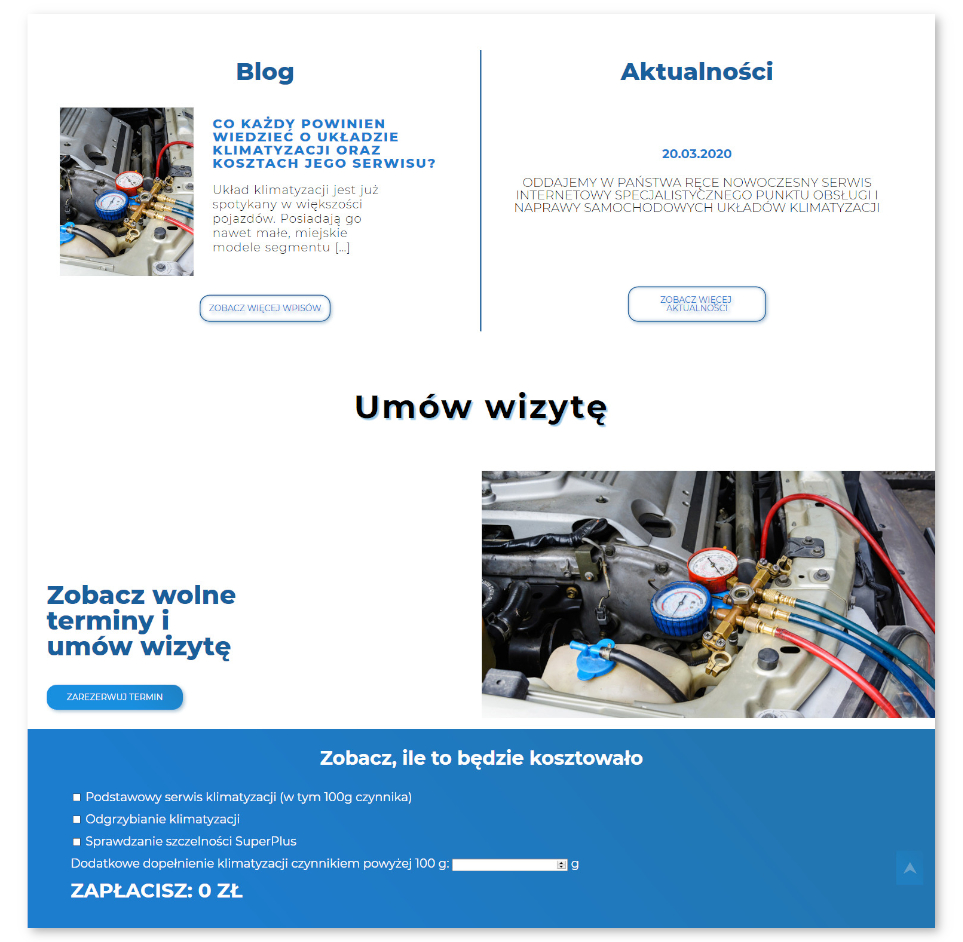 Blog
CO KAŻDY POWINIEN
WIEDZIEĆ O UKŁADZIE
KLIMATYZACJI ORAZ
KOSZTACH JEGO SERWISU?
Układ klimatyzacji jest już
spotykany w większości
pojazdów. Posiadają go
nawet małe, miejskie
modele segmentu [...]
ZOBACZ WIĘCEJ WPISÓW
Aktualności
20.03.2020
ODDAJEMY W PAŃSTWA RĘCE NOWOCZESNY SERWIS
INTERNETOWY SPECJALISTYCZNEGO PUNKTU OBSŁUGI I
NAPRAWY SAMOCHODOWYCH UKŁADÓW KLIMATYZACJI
ZOBACZ WIĘCEJ
AKTUALNOŚCI
Umów wizytę
Zobacz wolne
terminy i
umów wizytę
ZAREZERWUJ TERMIN
Zobacz, ile to będzie kosztowało
Podstawowy serwis klimatyzacji (w tym 100g czynnika)
Odgrzybianie klimatyzacji
Sprawdzanie szczelności SuperPlus
Dodatkowe dopełnienie klimatyzacji czynnikiem powyżej 100 g: g
ZAPŁACISZ: 0 ZŁ